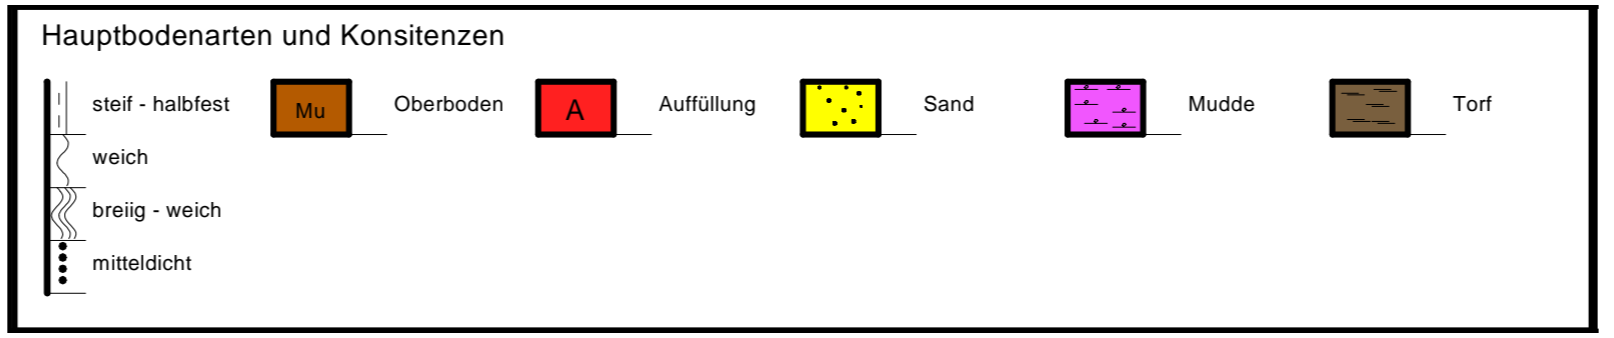 Hauptbodenarten und Konsitenzen
steif - halbfest Mu Oberboden A Auffüllung Sand Mudde Torf
weich
breiig - weich
mitteldicht